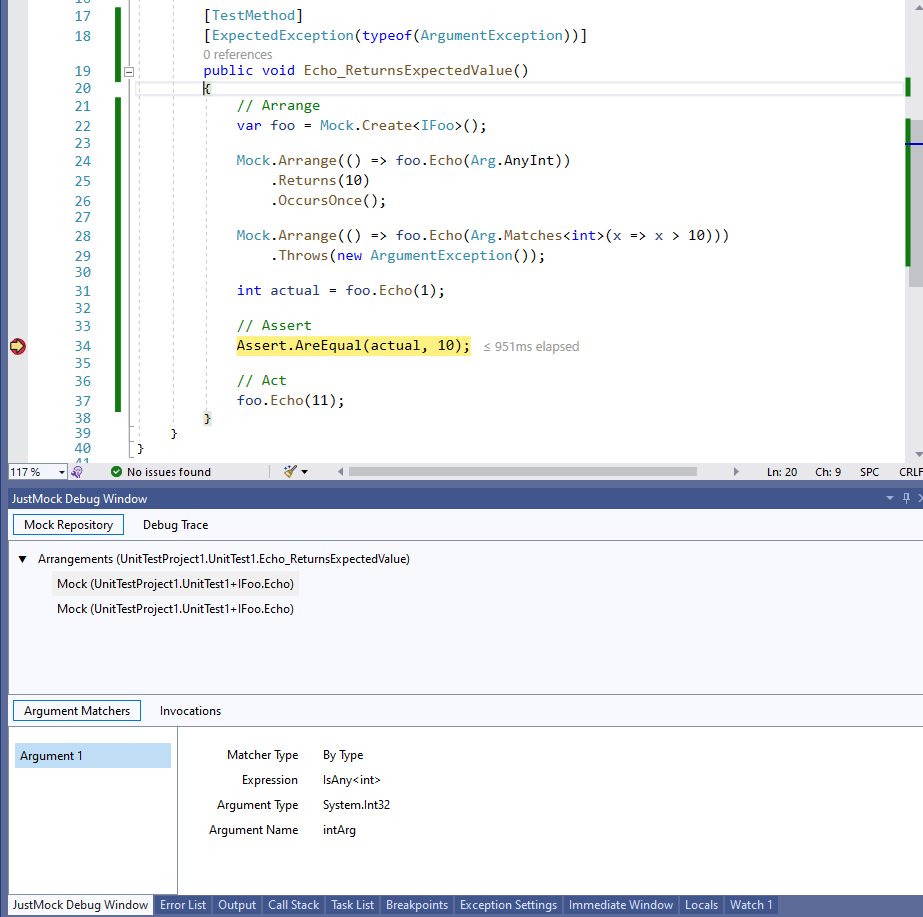 17 [TestMethod]
18 [ExpectedException(typeof(ArgumentException))]
0 references
19 public void Echo_ReturnsExpectedValue()
20 {
21 // Arrange
22 var foo = Mock.Create<IFoo>();
23
24 Mock.Arrange(() => foo.Echo(Arg.AnyInt))
25 .Returns(10)
26 .OccursOnce();
27
28 Mock.Arrange(() => foo.Echo(Arg.Matches<int>(x => x > 10)))
29 .Throws(new ArgumentException());
30
31 int actual = foo.Echo(1);
32
33 // Assert
34 Assert.AreEqual(actual, 10); ≤ 951ms elapsed
35
36 // Act
37 foo.Echo(11);
38 }
39 }
40 }
117 % No issues found Ln: 20 Ch: 9 SPC CRLF
JustMock Debug Window
Mock Repository Debug Trace
Arrangements (UnitTestProject1.UnitTest1.Echo_ReturnsExpectedValue)
Mock (UnitTestProject1.UnitTest1+IFoo.Echo)
Mock (UnitTestProject1.UnitTest1+IFoo.Echo)
Argument Matchers Invocations
Argument 1
Matcher Type By Type
Expression IsAny<int>
Argument Type System.Int32
Argument Name intArg
JustMock Debug Window Error List Output Call Stack Task List Breakpoints Exception Settings Immediate Window Locals Watch 1